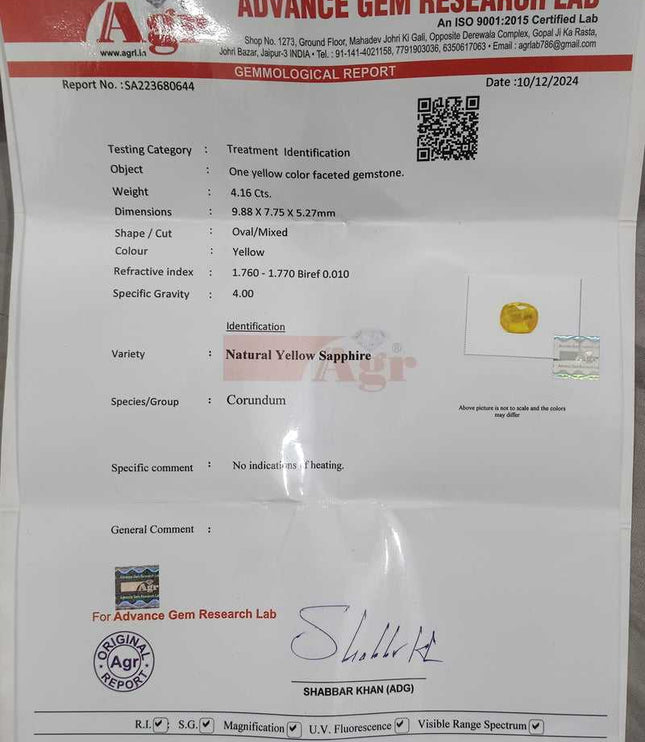 Agr
www.agrl.in
ADVANCE GEM RESEARCH LAB
An ISO 9001:2015 Certified Lab
Shop No. 1273, Ground Floor, Mahadev Johri Ki Gali, Opposite Derewala Complex, Gopal Ji Ka Rasta,
Johri Bazar, Jaipur-3 INDIA • Tel. : 91-141-4021158, 7791903036, 6350617063 • Email : agrlab786@gmail.com
GEMMOLOGICAL REPORT
Report No. :SA223680644
Date :10/12/2024
Testing Category : Treatment Identification
Object : One yellow color faceted gemstone.
Weight : 4.16 Cts.
Dimensions : 9.88 X 7.75 X 5.27mm
Shape / Cut : Oval/Mixed
Colour : Yellow
Refractive index : 1.760 - 1.770 Biref 0.010
Specific Gravity : 4.00
Identification
Variety : Natural Yellow Sapphire
Agr®
Species/Group : Corundum
Above picture is not to scale and the colors
may differ
Specific comment : No indications of heating.
General Comment :
For Advance Gem Research Lab
ORIGINAL
Agr
REPORT
Shabbar Kh
SHABBAR KHAN (ADG)
R.I. ✔; S.G. ✔ Magnification ✔ U.V. Fluorescence ✔ Visible Range Spectrum ✔